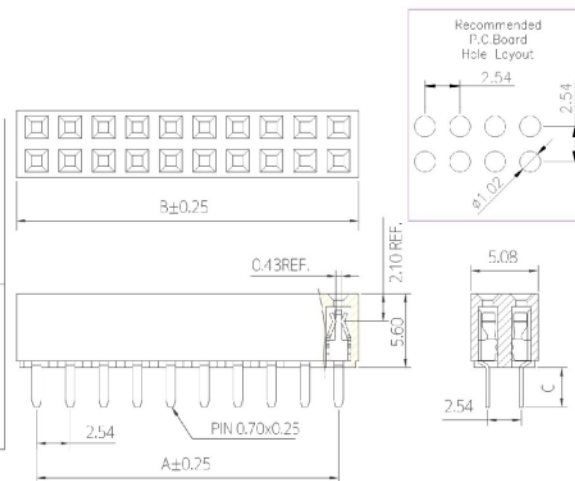 Recommended
P.C.Board
Hole Layout
2.54
2.54
ø1.02
B±0.25
0.43REF.
2.10 REF.
5.60
5.08
C
2.54
2.54
PIN 0.70x0.25
A±0.25